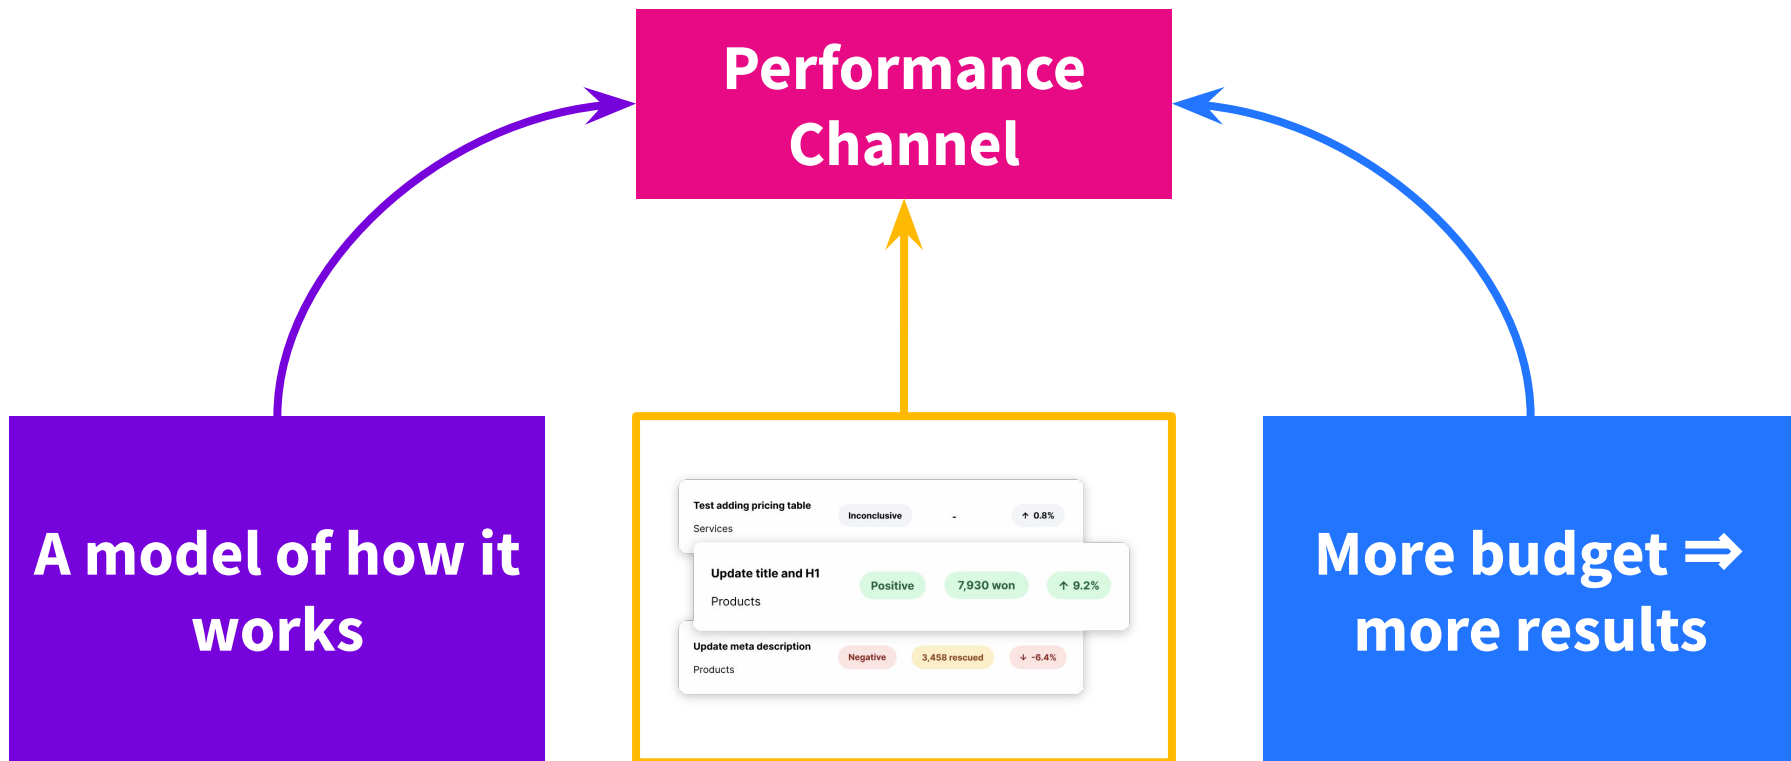 Performance
Channel
A model of how it
works
Test adding pricing table
Services
Inconclusive
-
↑ 0.8%
Update title and H1
Products
Positive
7,930 won
↑ 9.2%
Update meta description
Products
Negative
3,458 rescued
↓ -6.4%
More budget ⇒
more results